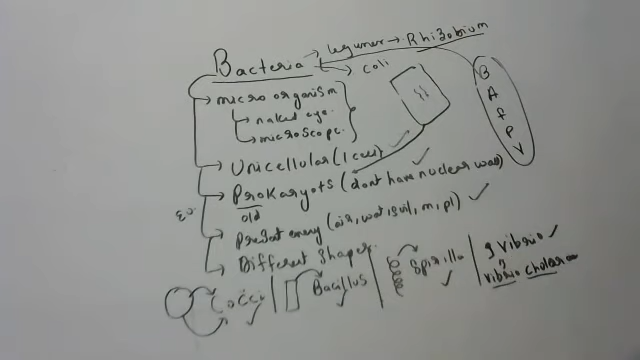 Bacteria → legumes → Rhizobium
→ coli
B
A
F
P
V
→ micro organism
→ naked eye
→ microscope.
→ Unicellular (1 cell)
→ Prokaryots (dont have nuclear wall)
old
→ Present every (air, wat, soil, m, pl)
→ Different shapes.
Cocci | Bacillus | Spirilla | vibrio
vibrio cholerae